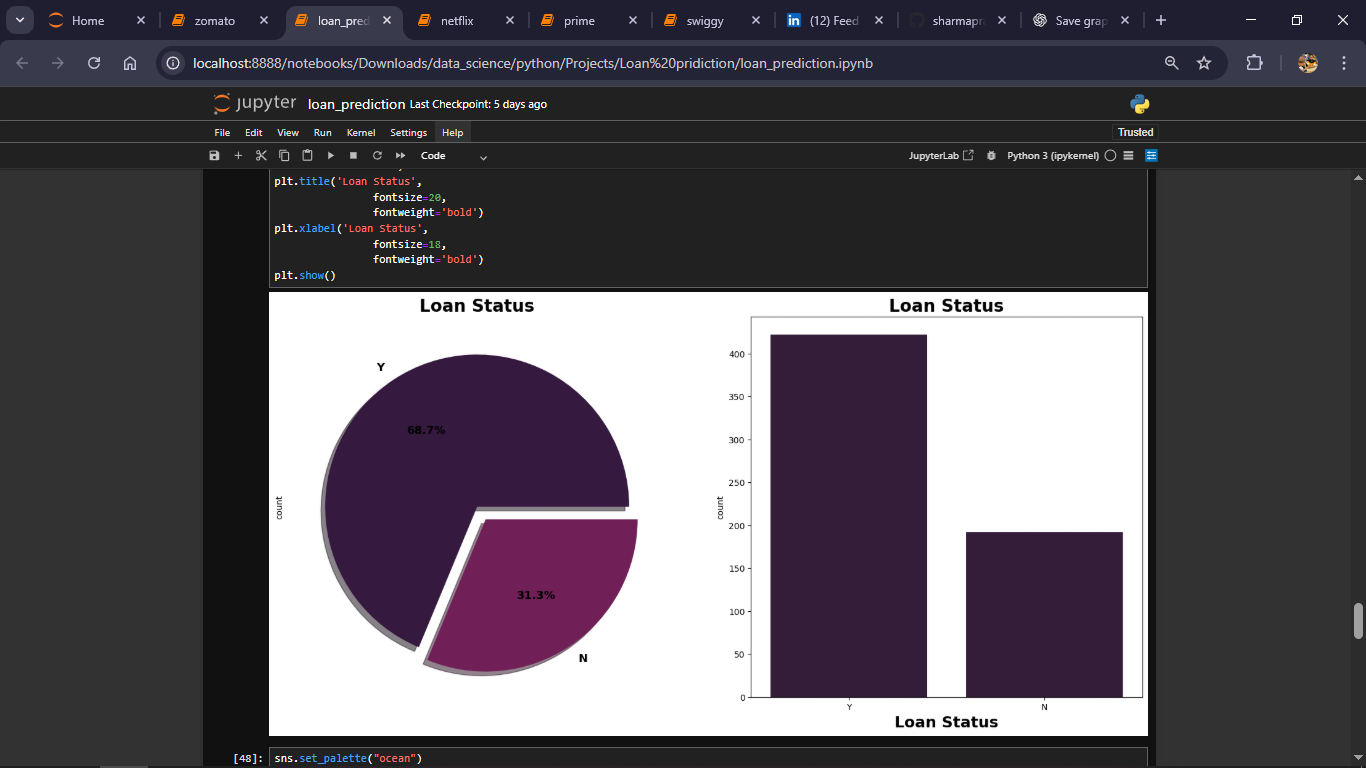 zomato
Home
loan_pred
netflix
prime
swiggy
(12) Feed
sharmapra
Save grap
localhost:8888/notebooks/Downloads/data_science/python/Projects/Loan%20pridiction/loan_prediction.ipynb
jupyter loan_prediction Last Checkpoint: 5 days ago
File Edit View Run Kernel Settings Help Trusted
Code JupyterLab Python 3 (ipykernel)
plt.title('Loan Status',
fontsize=20,
fontweight='bold')
plt.xlabel('Loan Status',
fontsize=18,
fontweight='bold')
plt.show()
Loan Status
Y
68.7%
count
31.3%
N
Loan Status
400
350
300
250
count
200
150
100
50
0
Y N
Loan Status
[48]: sns.set_palette("ocean")